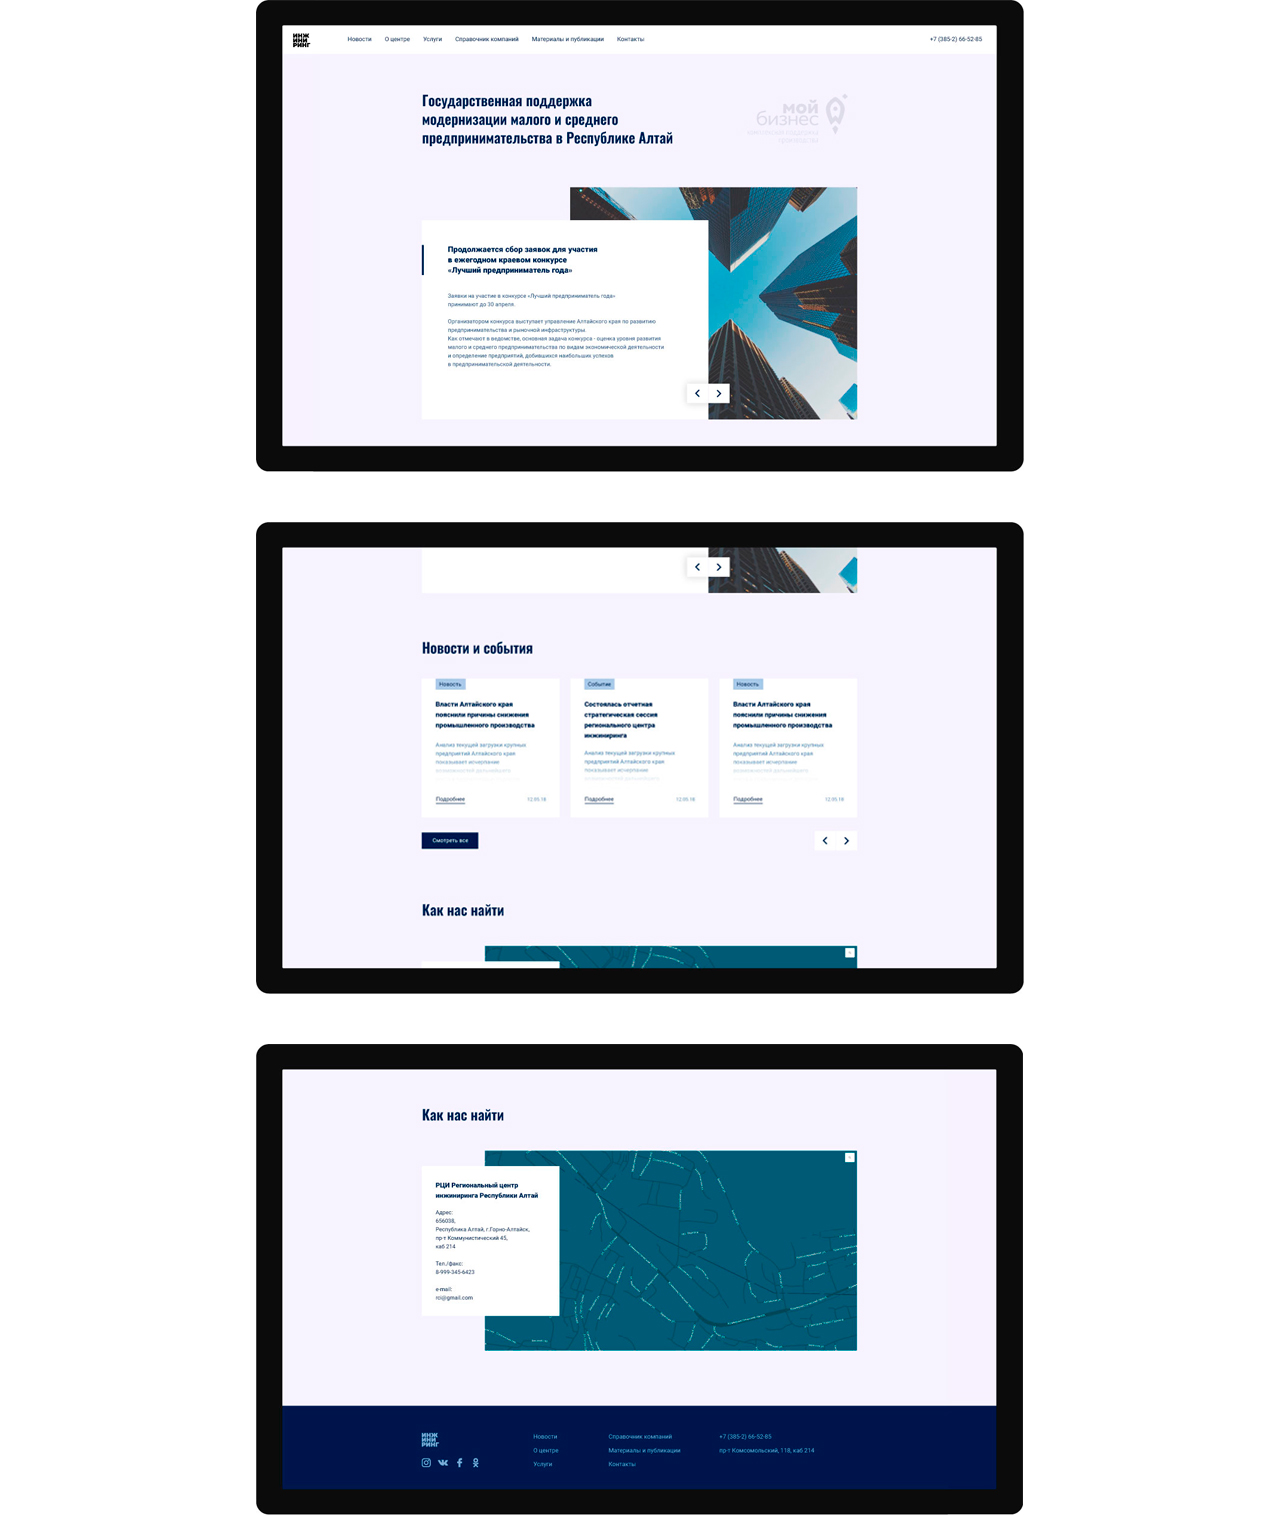 ИНЖ
ИНИ
РИНГ
Новости
О центре
Услуги
Справочник компаний
Материалы и публикации
Контакты
+7 (385-2) 66-52-85
Государственная поддержка
модернизации малого и среднего
предпринимательства в Республике Алтай
мой
бизнес
Продолжается сбор заявок для участия
в ежегодном краевом конкурсе
«Лучший предприниматель года»
Заявки на участие в конкурсе «Лучший предприниматель года»
принимают до 30 апреля.
Организатором конкурса выступает управление Алтайского края по развитию
предпринимательства и рыночной инфраструктуры
Как отмечают в ведомстве, основная задача конкурса - оценка уровня развития
малого и среднего предпринимательства по видам экономической деятельности
и определение предприятий, добившихся наибольших успехов
в предпринимательской деятельности.
Новости и события
Новость
Власти Алтайского края
пояснили причины снижения
промышленного производства
Анализ текущей загрузки крупных
предприятий Алтайского края
показывает исчерпание
возможностей дальнейшего
Подробнее
12.05.18
Событие
Состоялась отчетная
стратегическая сессия
регионального центра
инжиниринга
Анализ текущей загрузки крупных
предприятий Алтайского края
показывает исчерпание
возможностей дальнейшего
Подробнее
12.05.18
Новость
Власти Алтайского края
пояснили причины снижения
промышленного производства
Анализ текущей загрузки крупных
предприятий Алтайского края
показывает исчерпание
возможностей дальнейшего
Подробнее
12.05.18
Смотреть все
Как нас найти
Как нас найти
РЦИ Региональный центр
инжиниринга Республики Алтай
Адрес:
656038,
Республика Алтай, г.Горно-Алтайск,
пр-т Коммунистический 45,
каб 214
Тел./факс:
8-999-345-6423
e-mail:
rci@gmail.com
ИНЖ
ИНИ
РИНГ
Новости
О центре
Услуги
Справочник компаний
Материалы и публикации
Контакты
+7 (385-2) 66-52-85
пр-т Комсомольский, 118, каб 214